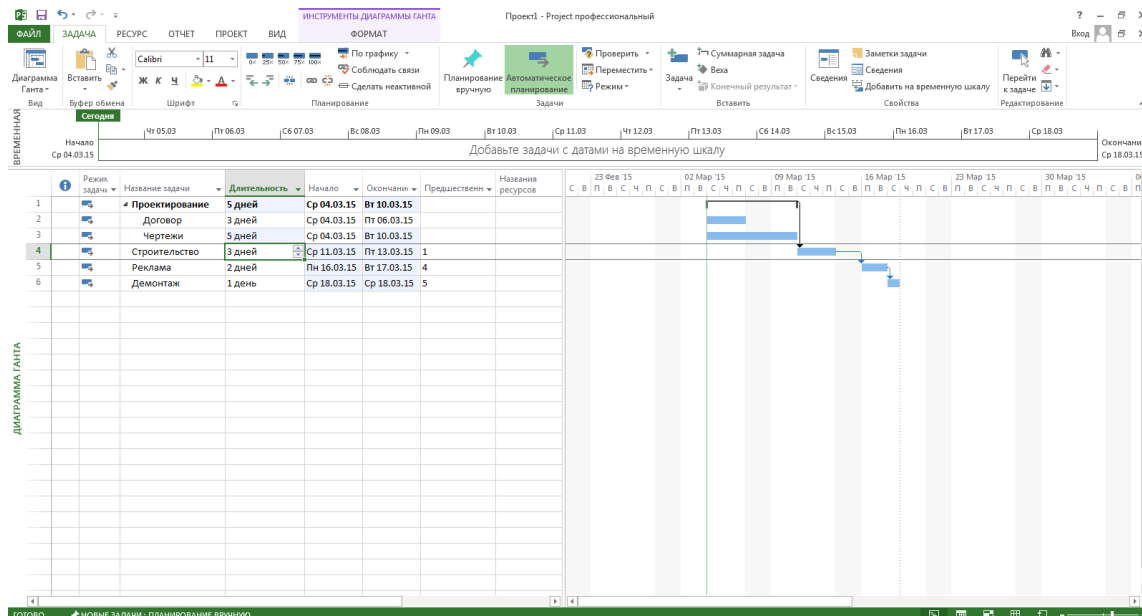 ИНСТРУМЕНТЫ ДИАГРАММЫ ГАНТА
Проект1 - Project профессиональный
ФАЙЛ ЗАДАЧА РЕСУРС ОТЧЕТ ПРОЕКТ ВИД ФОРМАТ Вход
Диаграмма Ганта
Вид
Вставить
Буфер обмена
Calibri 11
Ж К Ч
Шрифт
0× 25× 50× 75× 100×
По графику
Соблюдать связи
Сделать неактивной
Планирование
Планирование вручную
Автоматическое планирование
Проверить
Переместить
Режим
Задачи
Задача
Суммарная задача
Веха
Конечный результат
Вставить
Сведения
Заметки задачи
Сведения
Добавить на временную шкалу
Свойства
Перейти к задаче
Редактирование
ВРЕМЕННАЯ
Сегодня
Начало
Ср 04.03.15
Чт 05.03 Пт 06.03 Сб 07.03 Вс 08.03 Пн 09.03 Вт 10.03 Ср 11.03 Чт 12.03 Пт 13.03 Сб 14.03 Вс 15.03 Пн 16.03 Вт 17.03 Ср 18.03
Добавьте задачи с датами на временную шкалу
Окончани
Ср 18.03.15
Режим задачь Название задачи Длительность Начало Окончани Предшественн Названия ресурсов
23 Фев '15 02 Мар '15 09 Мар '15 16 Мар '15 23 Мар '15 30 Мар '15
С В П В С Ч П С В П В С Ч П С В П В С Ч П С В П В С Ч П С В П В С Ч П С В П В С Ч П С В П
1 Проектирование 5 дней Ср 04.03.15 Вт 10.03.15
2 Договор 3 дней Ср 04.03.15 Пт 06.03.15
3 Чертежи 5 дней Ср 04.03.15 Вт 10.03.15
4 Строительство 3 дней Ср 11.03.15 Пт 13.03.15 1
5 Реклама 2 дней Пн 16.03.15 Вт 17.03.15 4
6 Демонтаж 1 день Ср 18.03.15 Ср 18.03.15 5
ДИАГРАММА ГАНТА
ГОТОВО НОВЫЕ ЗАДАЧИ : ПЛАНИРОВАНИЕ ВРУЧНУЮ